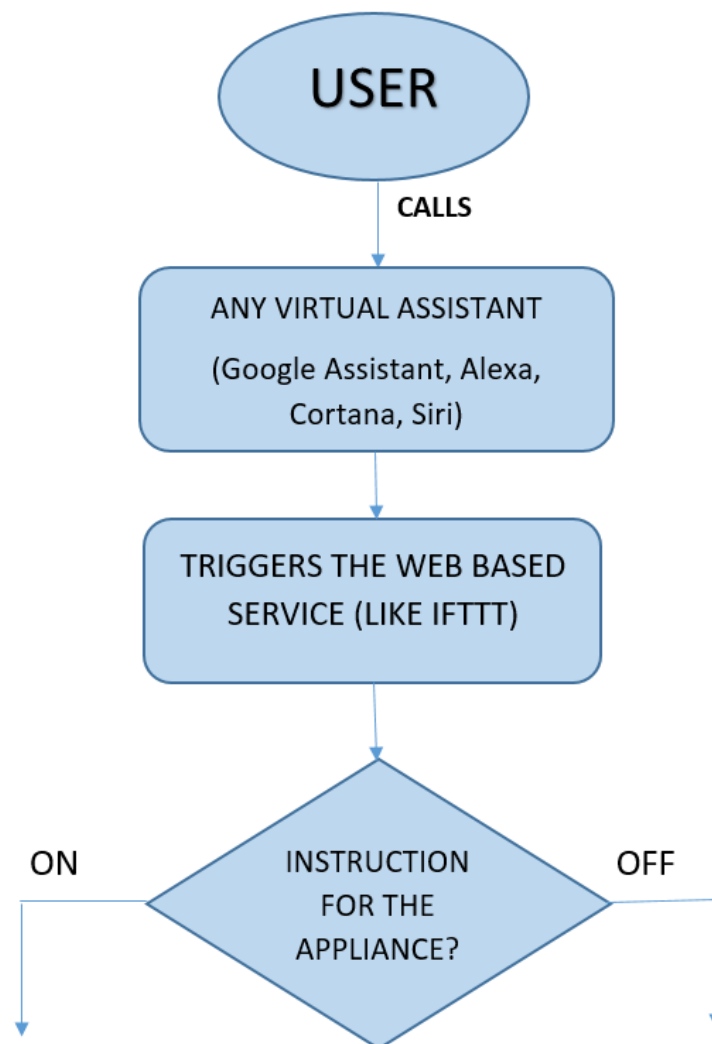 USER
CALLS
ANY VIRTUAL ASSISTANT
(Google Assistant, Alexa,
Cortana, Siri)
TRIGGERS THE WEB BASED
SERVICE (LIKE IFTTT)
ON
OFF
INSTRUCTION
FOR THE
APPLIANCE?